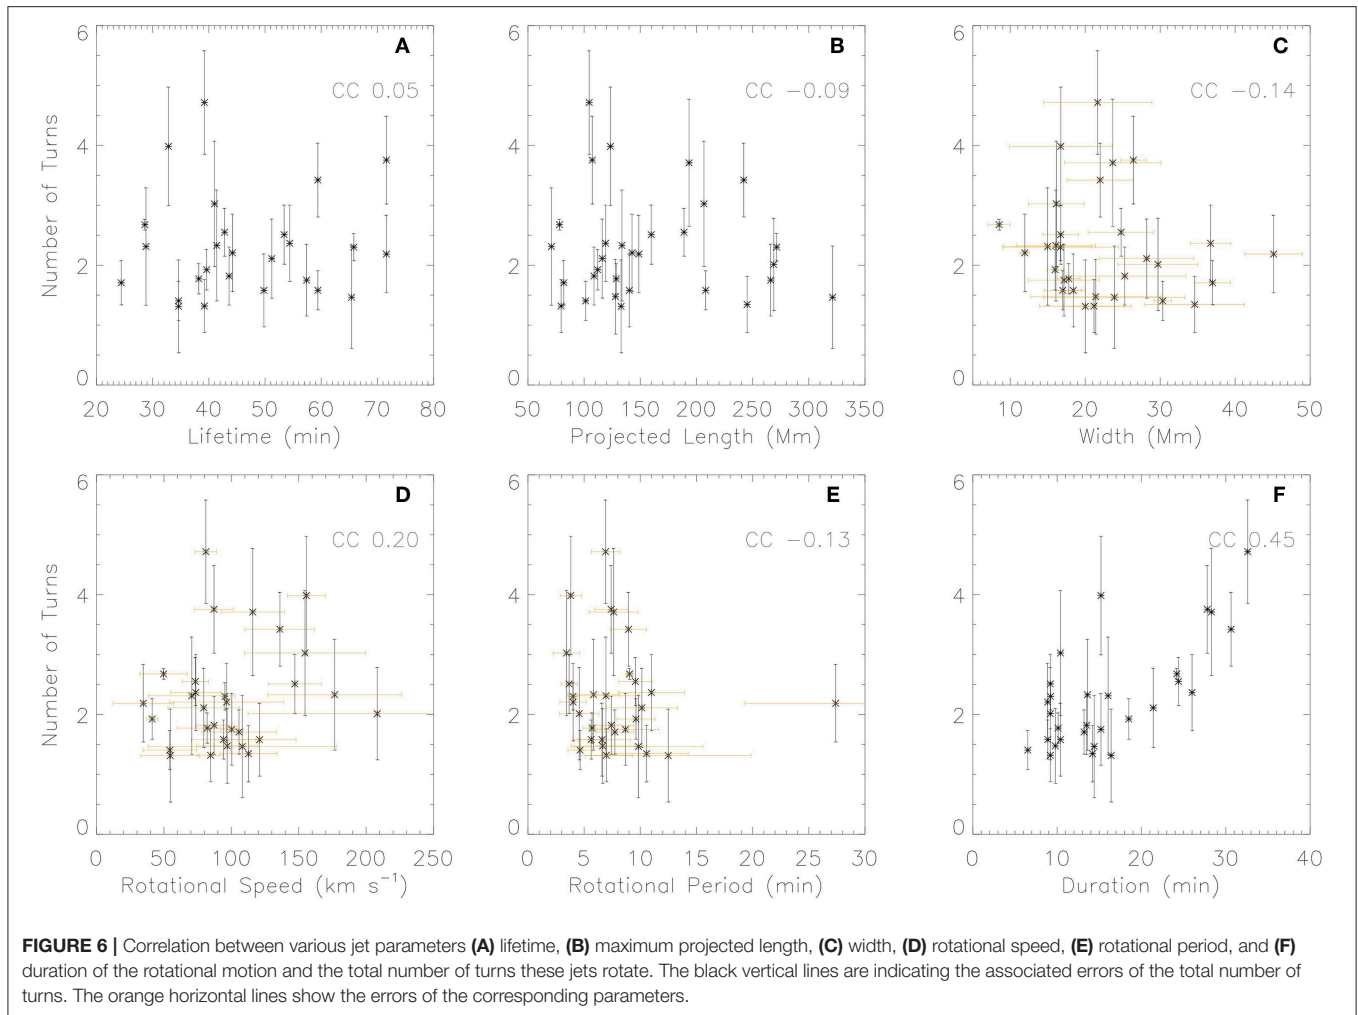 6
4
2
0
Number of Turns
A
CC 0.05
20 30 40 50 60 70 80
Lifetime (min)
6
4
2
0
B
CC −0.09
50 100 150 200 250 300 350
Projected Length (Mm)
6
4
2
0
C
CC −0.14
10 20 30 40 50
Width (Mm)
6
4
2
0
Number of Turns
D
CC 0.20
0 50 100 150 200 250
Rotational Speed (km s⁻¹)
6
4
2
0
E
CC −0.13
0 5 10 15 20 25 30
Rotational Period (min)
6
4
2
0
F
CC 0.45
0 10 20 30 40
Duration (min)
FIGURE 6 | Correlation between various jet parameters (A) lifetime, (B) maximum projected length, (C) width, (D) rotational speed, (E) rotational period, and (F)
duration of the rotational motion and the total number of turns these jets rotate. The black vertical lines are indicating the associated errors of the total number of
turns. The orange horizontal lines show the errors of the corresponding parameters.